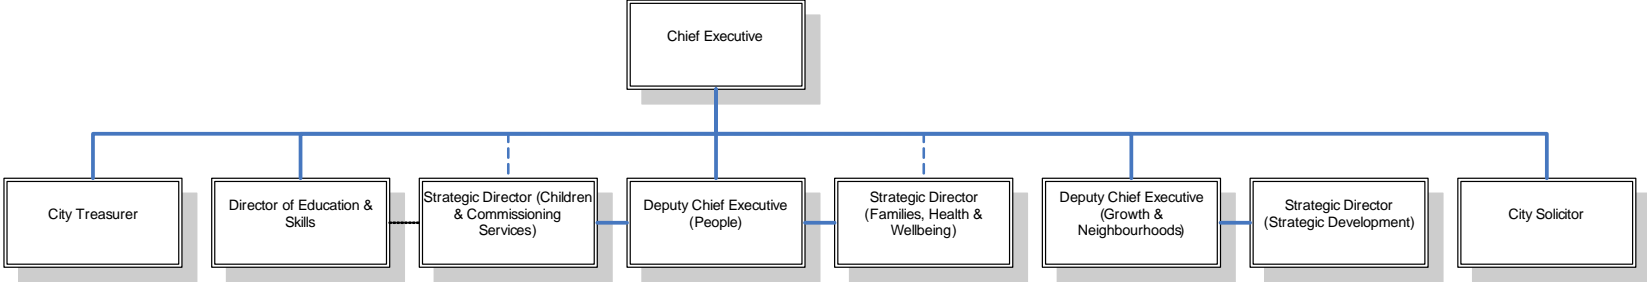 Chief Executive
City Treasurer
Director of Education &
Skills
Strategic Director (Children
& Commissioning
Services)
Deputy Chief Executive
(People)
Strategic Director
(Families, Health &
Wellbeing)
Deputy Chief Executive
(Growth &
Neighbourhoods)
Strategic Director
(Strategic Development)
City Solicitor